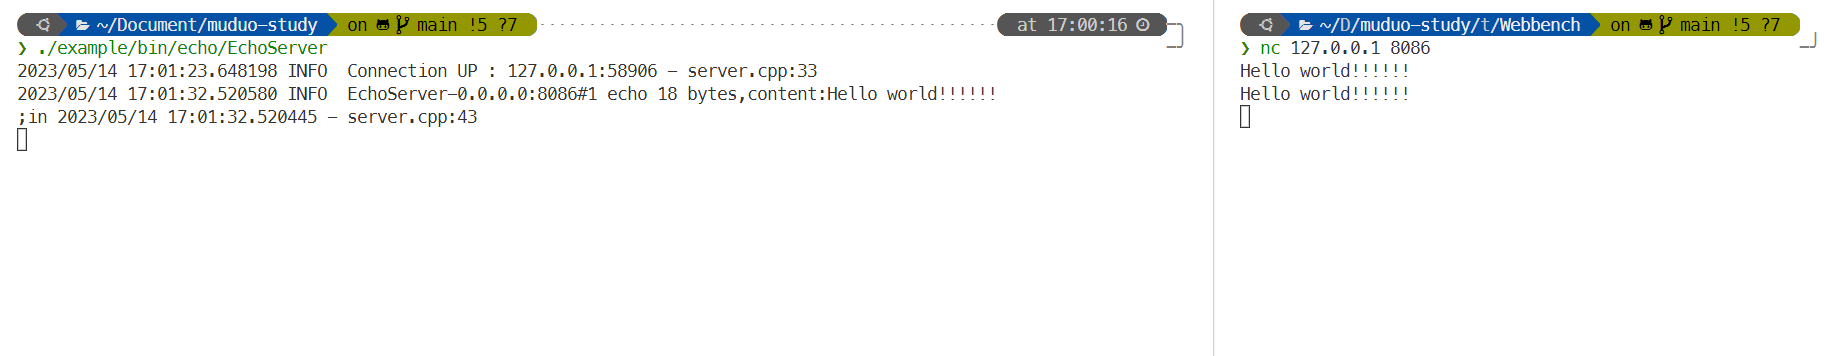 ~/Document/muduo-study on main !5 ?7 at 17:00:16
❯ ./example/bin/echo/EchoServer
2023/05/14 17:01:23.648198 INFO  Connection UP : 127.0.0.1:58906 - server.cpp:33
2023/05/14 17:01:32.520580 INFO  EchoServer-0.0.0.0:8086#1 echo 18 bytes,content:Hello world!!!!!!
;in 2023/05/14 17:01:32.520445 - server.cpp:43
~/D/muduo-study/t/Webbench on main !5 ?7
❯ nc 127.0.0.1 8086
Hello world!!!!!!
Hello world!!!!!!